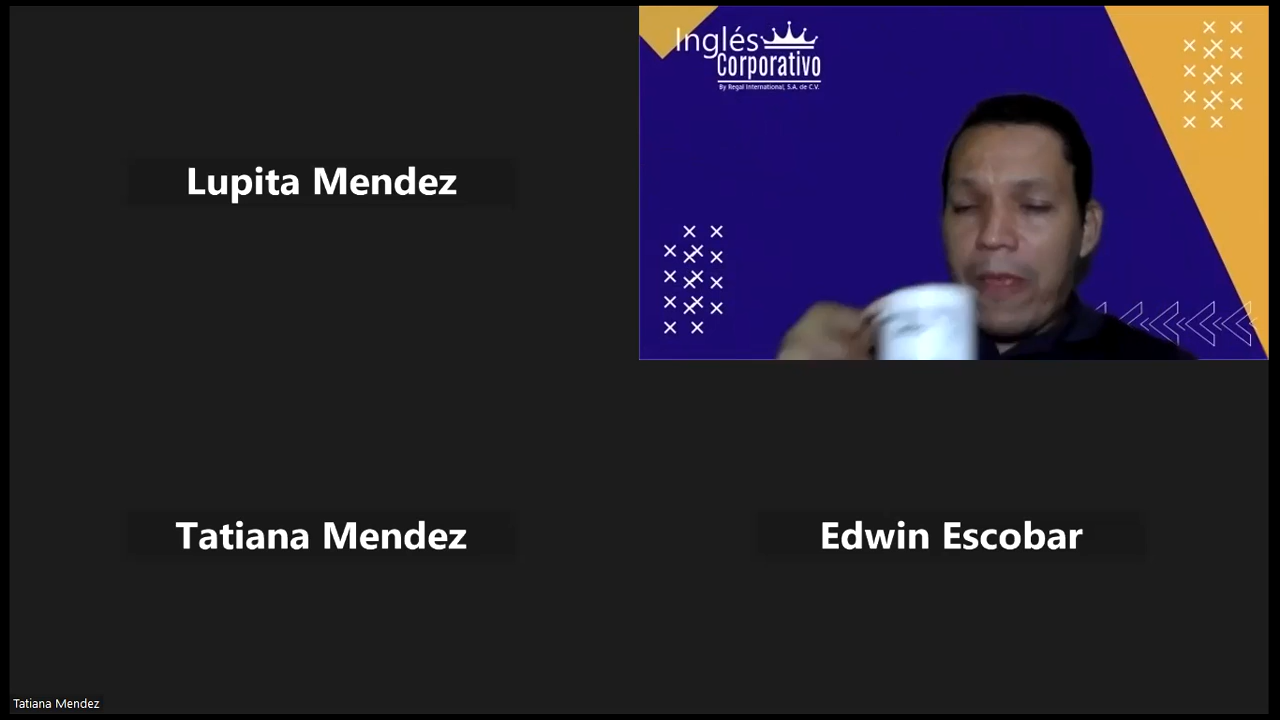 Lupita Mendez
Inglés
Corporativo
By Regal International, S.A. de C.V.
Tatiana Mendez
Edwin Escobar
Tatiana Mendez